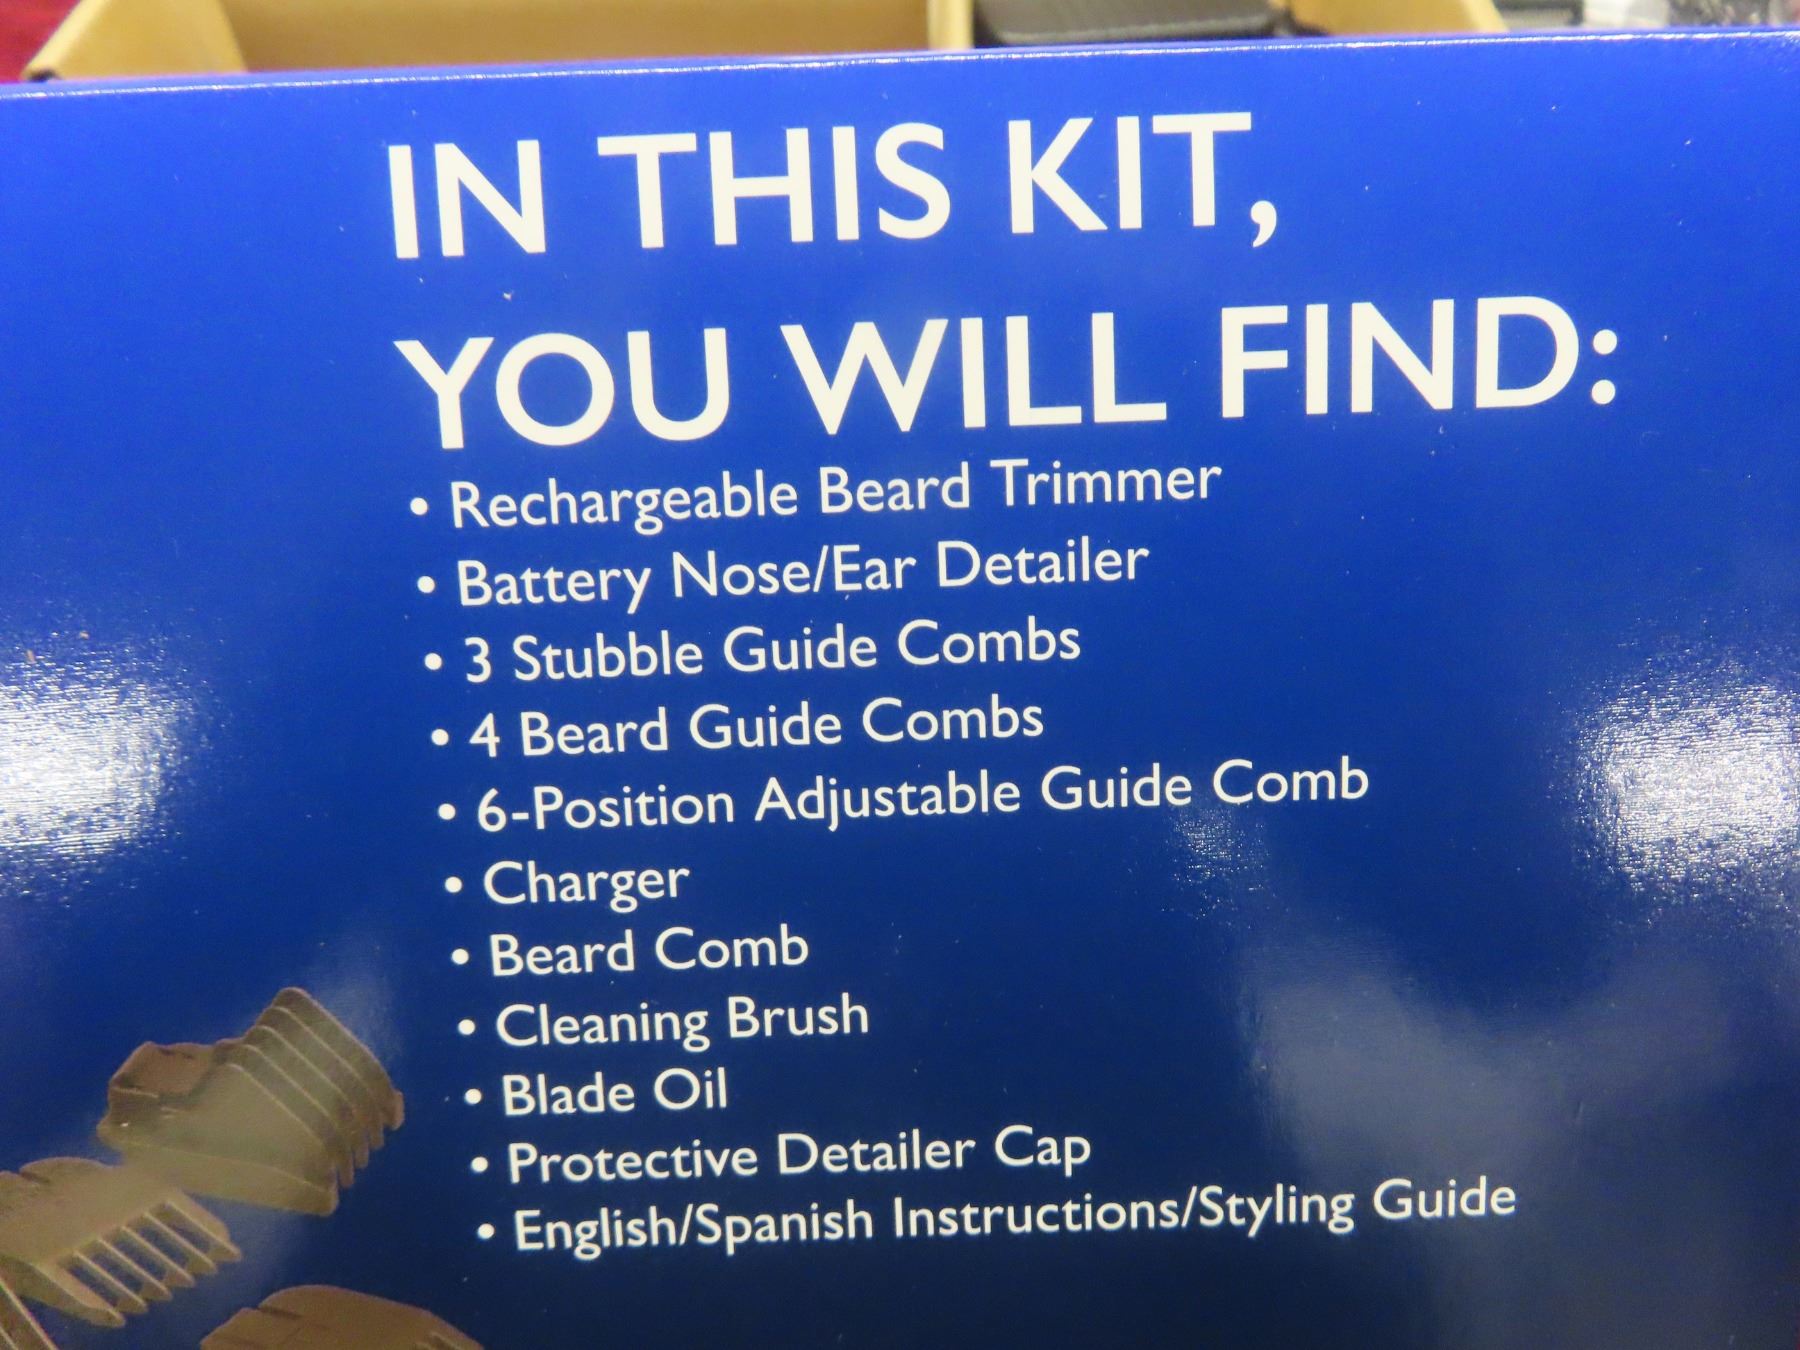 IN THIS KIT,
YOU WILL FIND:
• Rechargeable Beard Trimmer
• Battery Nose/Ear Detailer
• 3 Stubble Guide Combs
• 4 Beard Guide Combs
• 6-Position Adjustable Guide Comb
• Charger
• Beard Comb
• Cleaning Brush
• Blade Oil
• Protective Detailer Cap
• English/Spanish Instructions/Styling Guide